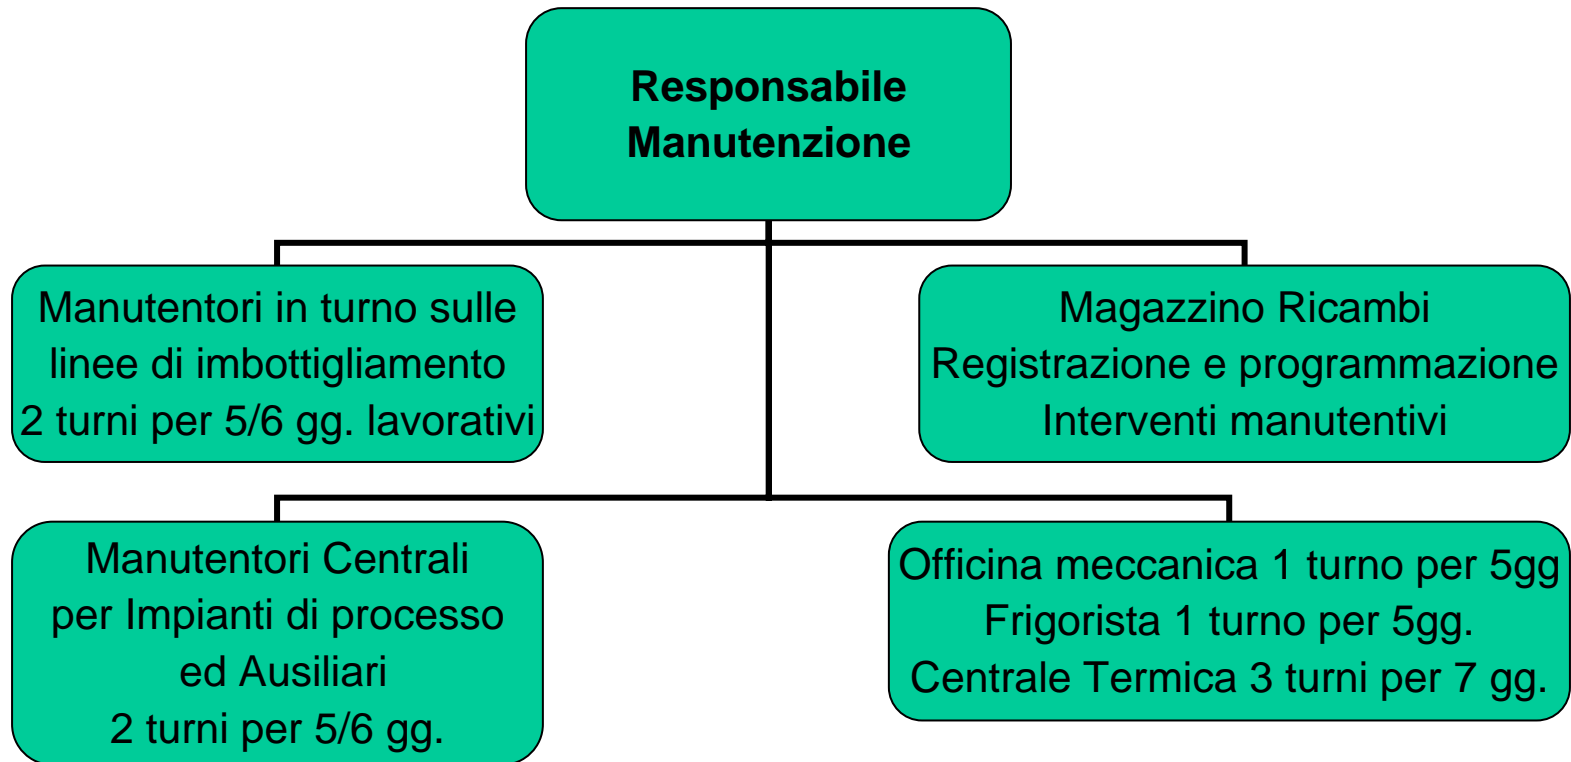 Responsabile
Manutenzione
Manutentori in turno sulle
linee di imbottigliamento
2 turni per 5/6 gg. lavorativi
Magazzino Ricambi
Registrazione e programmazione
Interventi manutentivi
Manutentori Centrali
per Impianti di processo
ed Ausiliari
2 turni per 5/6 gg.
Officina meccanica 1 turno per 5gg
Frigorista 1 turno per 5gg.
Centrale Termica 3 turni per 7 gg.